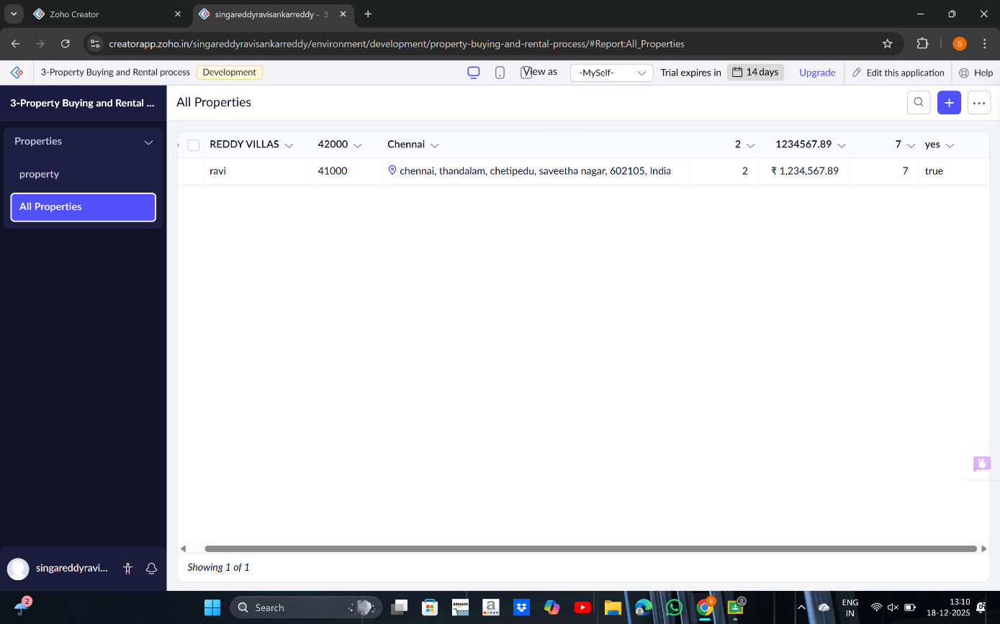 Zoho Creator
singareddyravisankarreddy - 3-
creatorapp.zoho.in/singareddyravisankarreddy/environment/development/property-buying-and-rental-process/#Report:All_Properties
S
3-Property Buying and Rental process
Development
View as
-MySelf-
Trial expires in
14 days
Upgrade
Edit this application
Help
3-Property Buying and Rental ...
All Properties
Properties
property
All Properties
REDDY VILLAS 42000 Chennai 2 1234567.89 7 yes
ravi 41000 chennai, thandalam, chetipedu, saveetha nagar, 602105, India 2 ₹ 1,234,567.89 7 true
Showing 1 of 1
singareddyravi...
2
Search
amazon
a
S
ENG
IN
13:10
18-12-2025